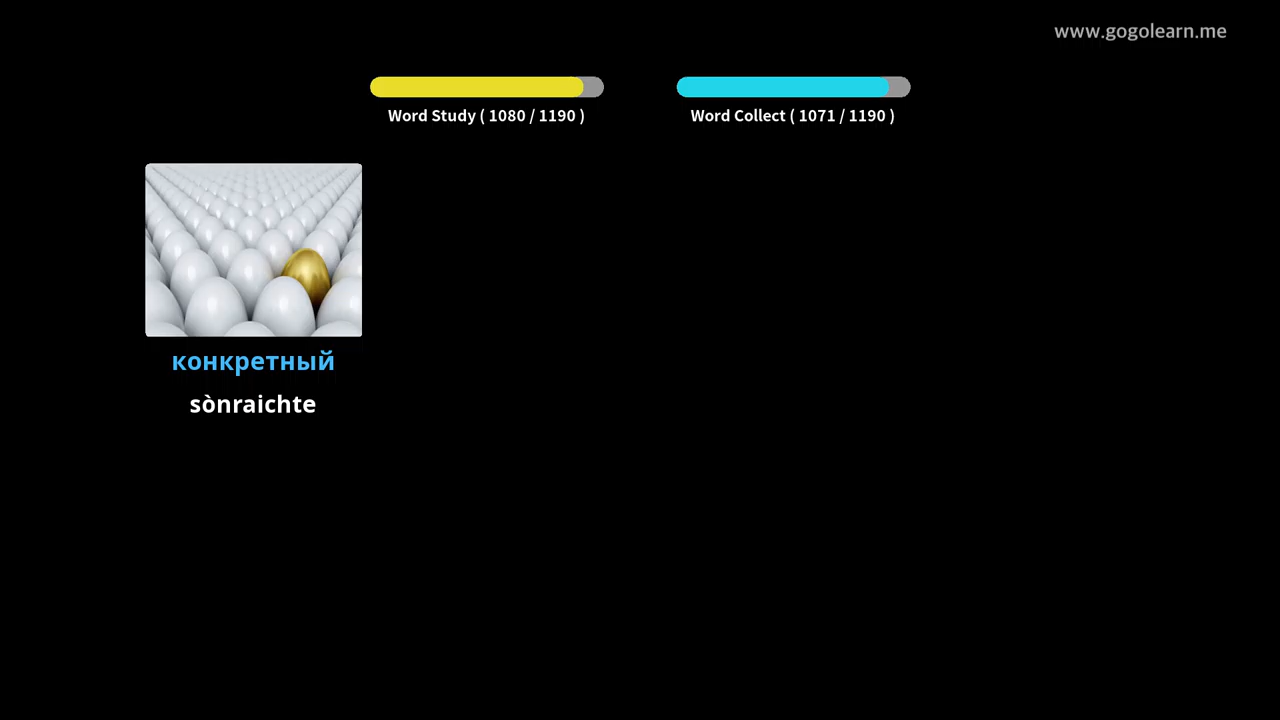 www.gogolearn.me
Word Study ( 1080 / 1190 )
Word Collect ( 1071 / 1190 )
конкретный
sònraichte